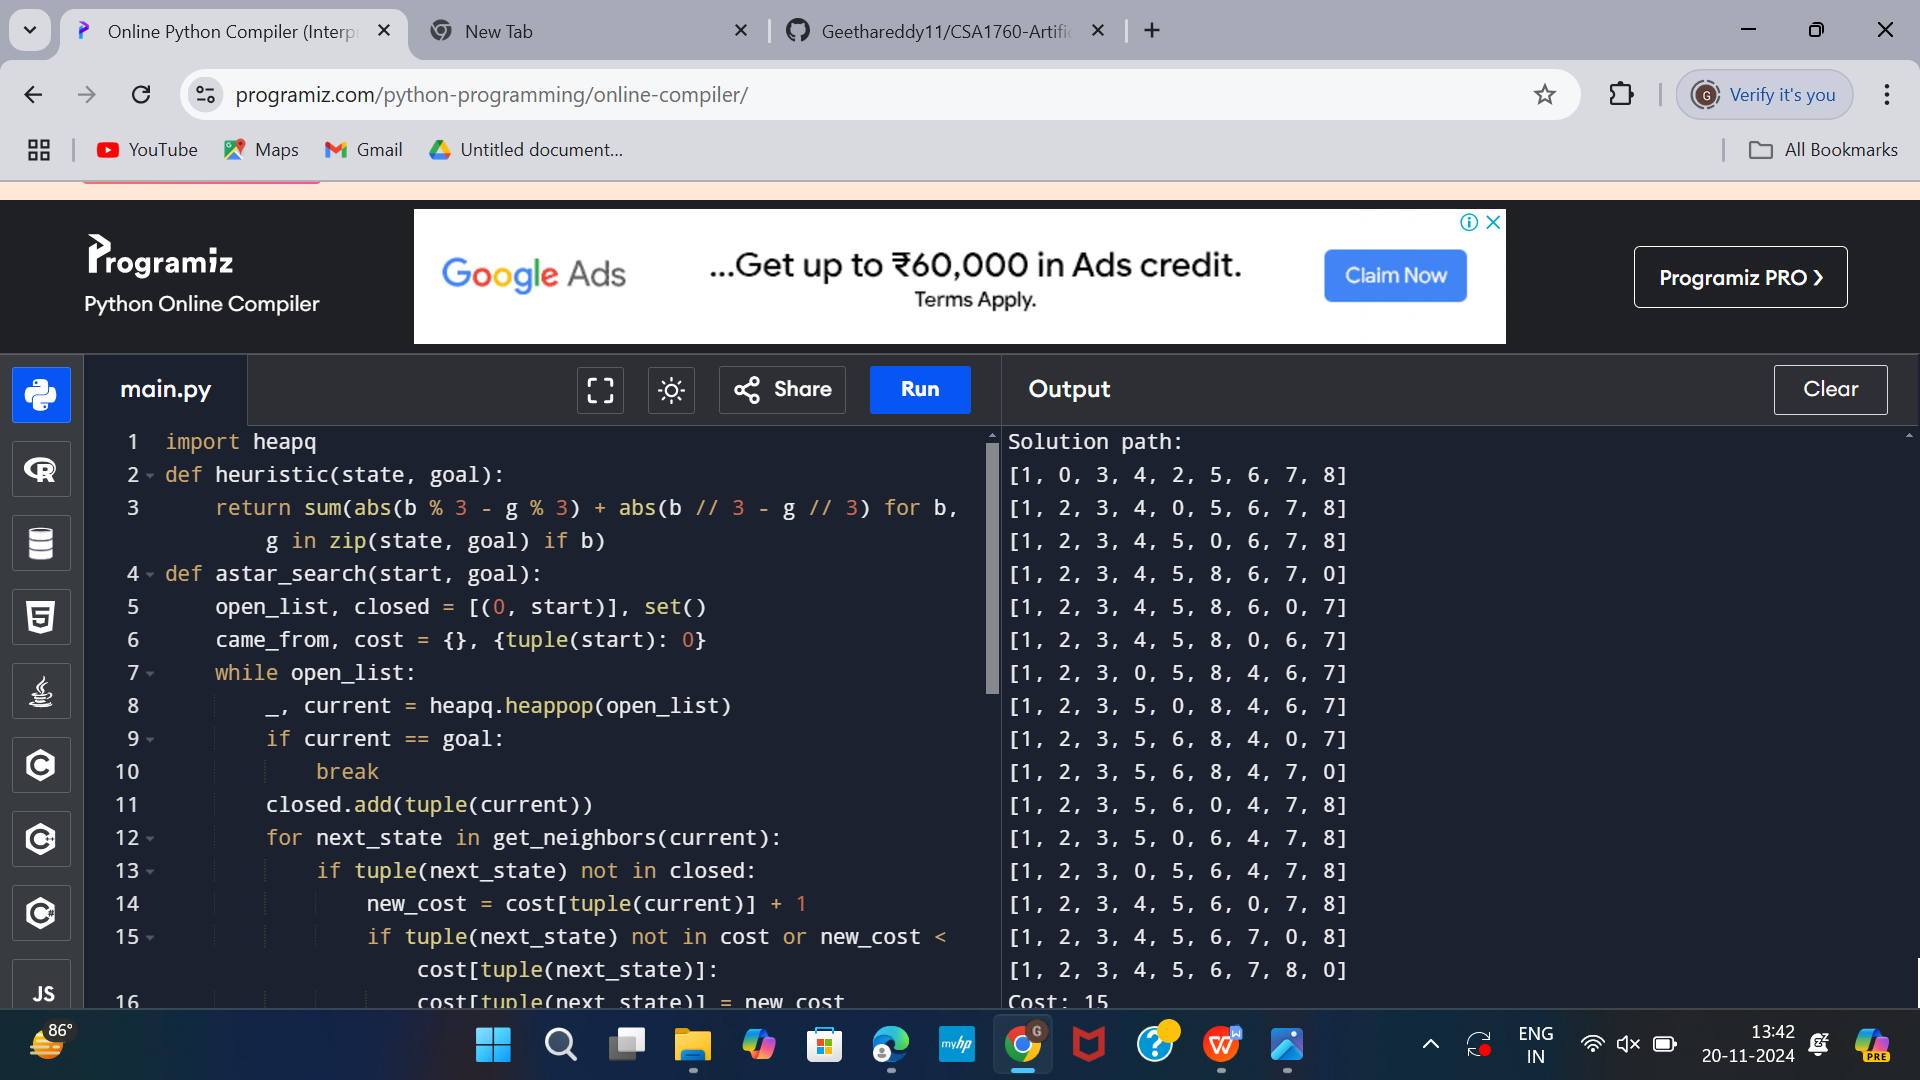 Online Python Compiler (Interp
New Tab
Geethareddy11/CSA1760-Artific
programiz.com/python-programming/online-compiler/
G
Verify it's you
YouTube
Maps
Gmail
Untitled document...
All Bookmarks
Programiz
Python Online Compiler
Google Ads
...Get up to ₹60,000 in Ads credit.
Terms Apply.
Claim Now
Programiz PRO ❯
main.py
Share
Run
Output
Clear
1 import heapq
2 def heuristic(state, goal):
3 return sum(abs(b % 3 - g % 3) + abs(b // 3 - g // 3) for b,
g in zip(state, goal) if b)
4 def astar_search(start, goal):
5 open_list, closed = [(0, start)], set()
6 came_from, cost = {}, {tuple(start): 0}
7 while open_list:
8 _, current = heapq.heappop(open_list)
9 if current == goal:
10 break
11 closed.add(tuple(current))
12 for next_state in get_neighbors(current):
13 if tuple(next_state) not in closed:
14 new_cost = cost[tuple(current)] + 1
15 if tuple(next_state) not in cost or new_cost <
cost[tuple(next_state)]:
16 cost[tuple(next_state)] = new_cost
Solution path:
[1, 0, 3, 4, 2, 5, 6, 7, 8]
[1, 2, 3, 4, 0, 5, 6, 7, 8]
[1, 2, 3, 4, 5, 0, 6, 7, 8]
[1, 2, 3, 4, 5, 8, 6, 7, 0]
[1, 2, 3, 4, 5, 8, 6, 0, 7]
[1, 2, 3, 4, 5, 8, 0, 6, 7]
[1, 2, 3, 0, 5, 8, 4, 6, 7]
[1, 2, 3, 5, 0, 8, 4, 6, 7]
[1, 2, 3, 5, 6, 8, 4, 0, 7]
[1, 2, 3, 5, 6, 8, 4, 7, 0]
[1, 2, 3, 5, 6, 0, 4, 7, 8]
[1, 2, 3, 5, 0, 6, 4, 7, 8]
[1, 2, 3, 0, 5, 6, 4, 7, 8]
[1, 2, 3, 4, 5, 6, 0, 7, 8]
[1, 2, 3, 4, 5, 6, 7, 0, 8]
[1, 2, 3, 4, 5, 6, 7, 8, 0]
Cost: 15
JS
86°
myhp
G
W
ENG
IN
13:42
20-11-2024
PRE